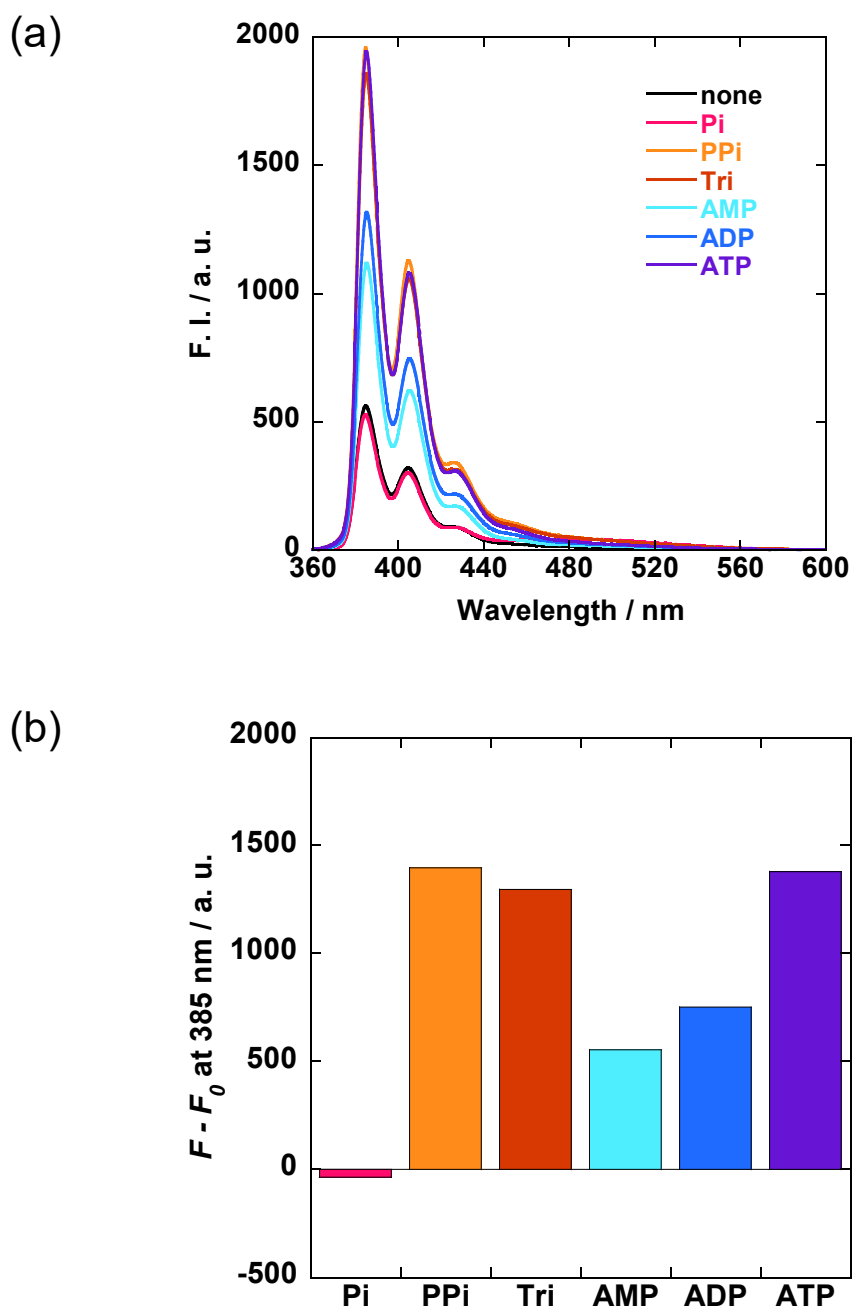 (a)
2000
1500
1000
500
0
F. I. / a. u.
none
Pi
PPi
Tri
AMP
ADP
ATP
360 400 440 480 520 560 600
Wavelength / nm
(b)
2000
1500
1000
500
0
-500
F - F0 at 385 nm / a. u.
Pi PPi Tri AMP ADP ATP